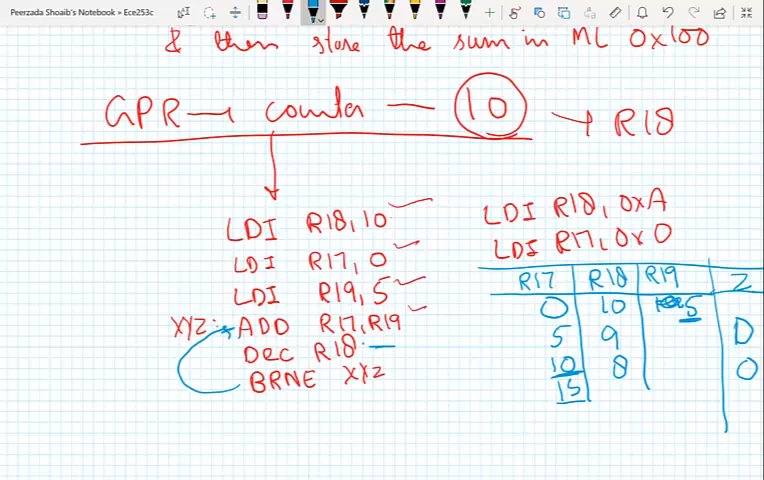 Peerzada Shoaib's Notebook » Ece253c
& then store the sum in ML 0x100
GPR → counter — 10 → R18
LDI R18, 10
LDI R17, 0
LDI R19, 5
XYZ: ADD R17, R19
Dec R18
BRNE XYZ
LDI R18, 0xA
LDI R17, 0x0
R17 R18 R19 Z
0 10 5
5 9 0
10 8 0
15